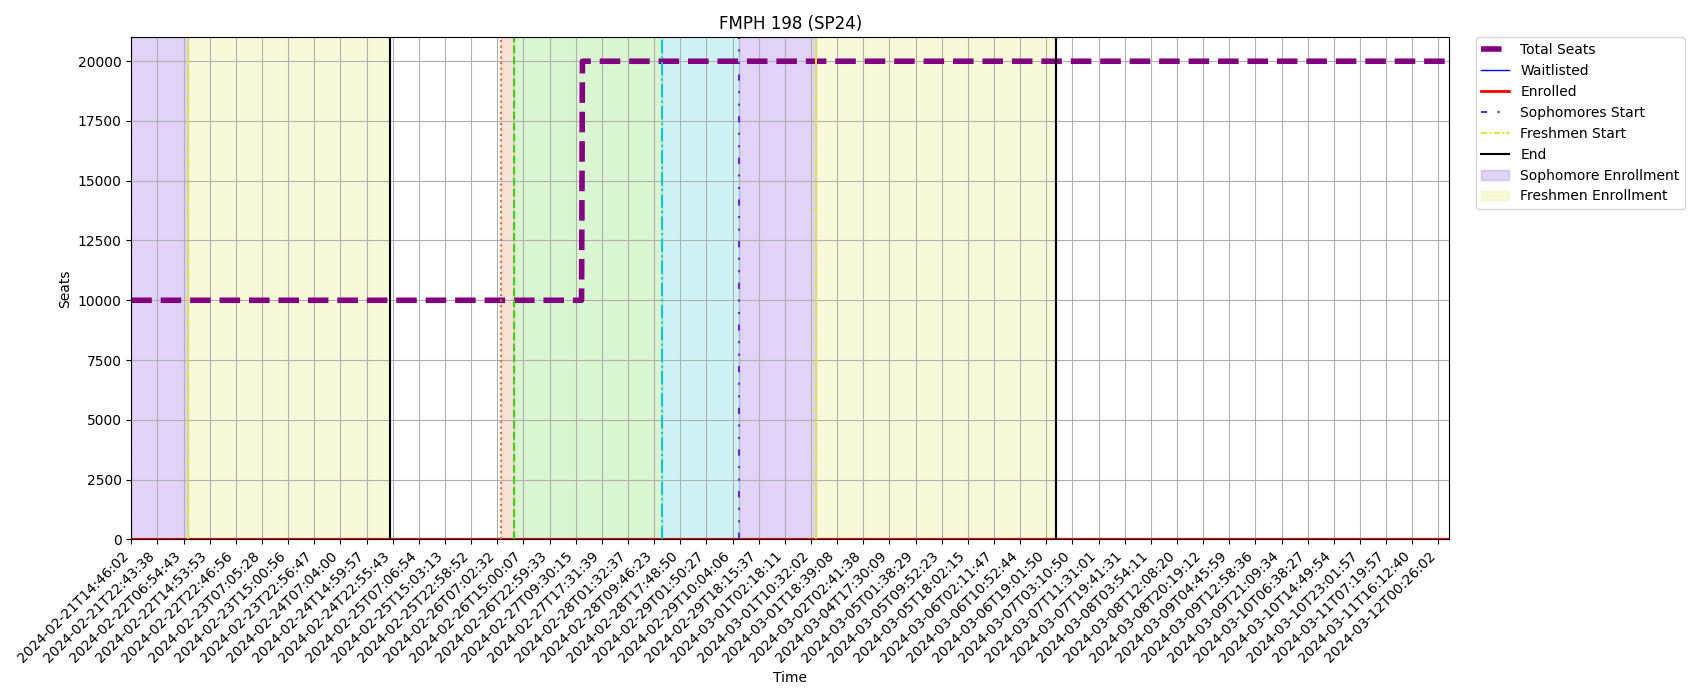 FMPH 198 (SP24)
Total Seats
Waitlisted
Enrolled
Sophomores Start
Freshmen Start
End
Sophomore Enrollment
Freshmen Enrollment
Seats
20000
17500
15000
12500
10000
7500
5000
2500
0
2024-02-21T14:46:02
2024-02-21T22:43:38
2024-02-22T06:54:43
2024-02-22T14:53:53
2024-02-22T22:46:56
2024-02-23T07:05:28
2024-02-23T15:00:56
2024-02-23T22:56:47
2024-02-24T07:04:00
2024-02-24T14:59:57
2024-02-24T22:55:43
2024-02-25T07:06:54
2024-02-25T15:03:13
2024-02-25T22:58:52
2024-02-26T07:02:32
2024-02-26T15:00:07
2024-02-26T22:59:33
2024-02-27T09:30:15
2024-02-27T17:31:39
2024-02-28T01:32:37
2024-02-28T09:46:23
2024-02-28T17:48:50
2024-02-29T01:50:27
2024-02-29T10:04:06
2024-02-29T18:15:37
2024-03-01T02:18:11
2024-03-01T10:32:02
2024-03-01T18:39:08
2024-03-02T02:41:38
2024-03-04T17:30:09
2024-03-05T01:38:29
2024-03-05T09:52:23
2024-03-05T18:02:15
2024-03-06T02:11:47
2024-03-06T10:52:44
2024-03-06T19:01:50
2024-03-07T03:10:50
2024-03-07T11:31:01
2024-03-07T19:41:31
2024-03-08T03:54:11
2024-03-08T12:08:20
2024-03-08T20:19:12
2024-03-09T04:45:59
2024-03-09T12:58:36
2024-03-09T21:09:34
2024-03-10T06:38:27
2024-03-10T14:49:54
2024-03-10T23:01:57
2024-03-11T07:19:57
2024-03-11T16:12:40
2024-03-12T00:26:02
Time